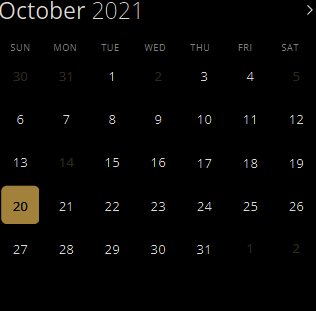 October 2021
SUN MON TUE WED THU FRI SAT
30 31 1 2 3 4 5
6 7 8 9 10 11 12
13 14 15 16 17 18 19
20 21 22 23 24 25 26
27 28 29 30 31 1 2